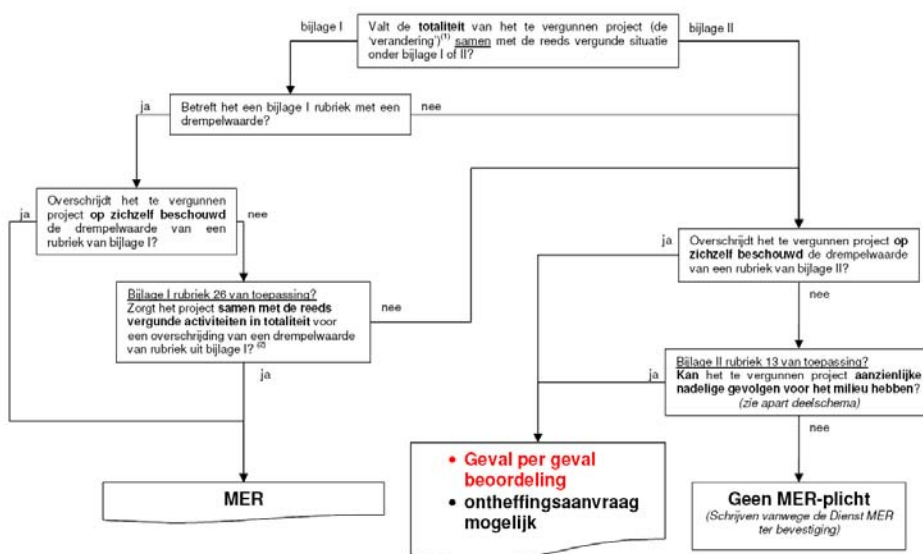 Valt de totaliteit van het te vergunnen project (de
'verandering')(1) samen met de reeds vergunde situatie
onder bijlage I of II?
bijlage I
bijlage II
Betreft het een bijlage I rubriek met een
drempelwaarde?
ja
nee
Overschrijdt het te vergunnen
project op zichzelf beschouwd
de drempelwaarde van een
rubriek van bijlage I?
ja
nee
Bijlage I rubriek 26 van toepassing?
Zorgt het project samen met de reeds
vergunde activiteiten in totaliteit voor
een overschrijding van een drempelwaarde
van rubriek uit bijlage I? (2)
nee
ja
MER
Overschrijdt het te vergunnen project op
zichzelf beschouwd de drempelwaarde
van een rubriek van bijlage II?
ja
nee
Bijlage II rubriek 13 van toepassing?
Kan het te vergunnen project aanzienlijke
nadelige gevolgen voor het milieu hebben?
(zie apart deelschema)
ja
nee
• Geval per geval
beoordeling
• ontheffingsaanvraag
mogelijk
Geen MER-plicht
(Schrijven vanwege de Dienst MER
ter bevestiging)